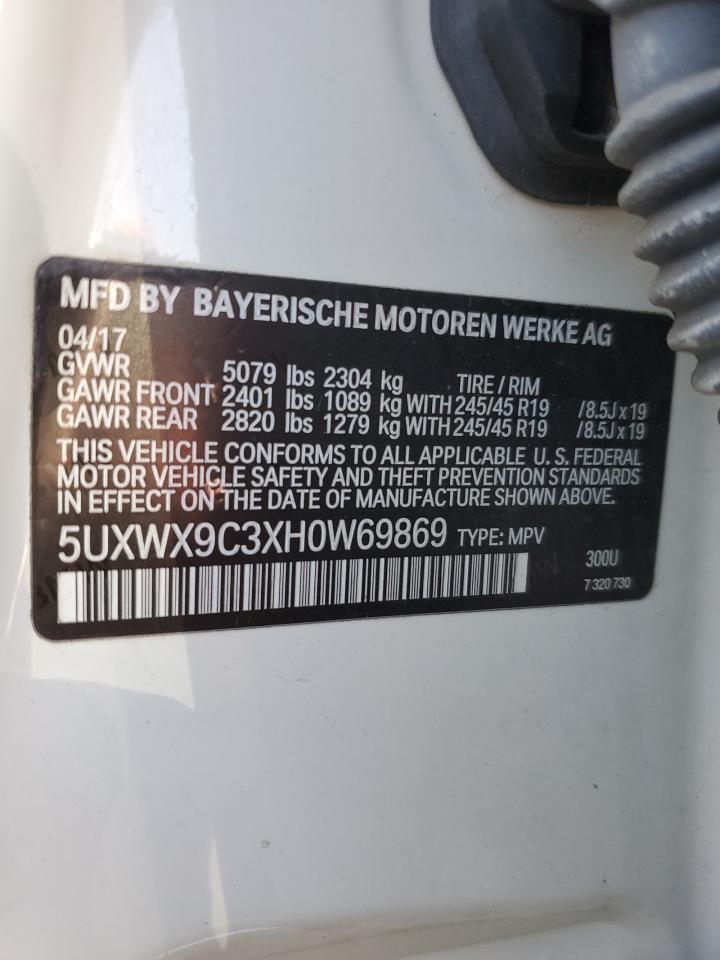 MFD BY BAYERISCHE MOTOREN WERKE AG
04/17
GVWR 5079 lbs 2304 kg TIRE / RIM
GAWR FRONT 2401 lbs 1089 kg WITH 245/45 R19 /8.5J x 19
GAWR REAR 2820 lbs 1279 kg WITH 245/45 R19 /8.5J x 19
THIS VEHICLE CONFORMS TO ALL APPLICABLE U. S. FEDERAL
MOTOR VEHICLE SAFETY AND THEFT PREVENTION STANDARDS
IN EFFECT ON THE DATE OF MANUFACTURE SHOWN ABOVE.
5UXWX9C3XH0W69869 TYPE: MPV 300U
7 320 730